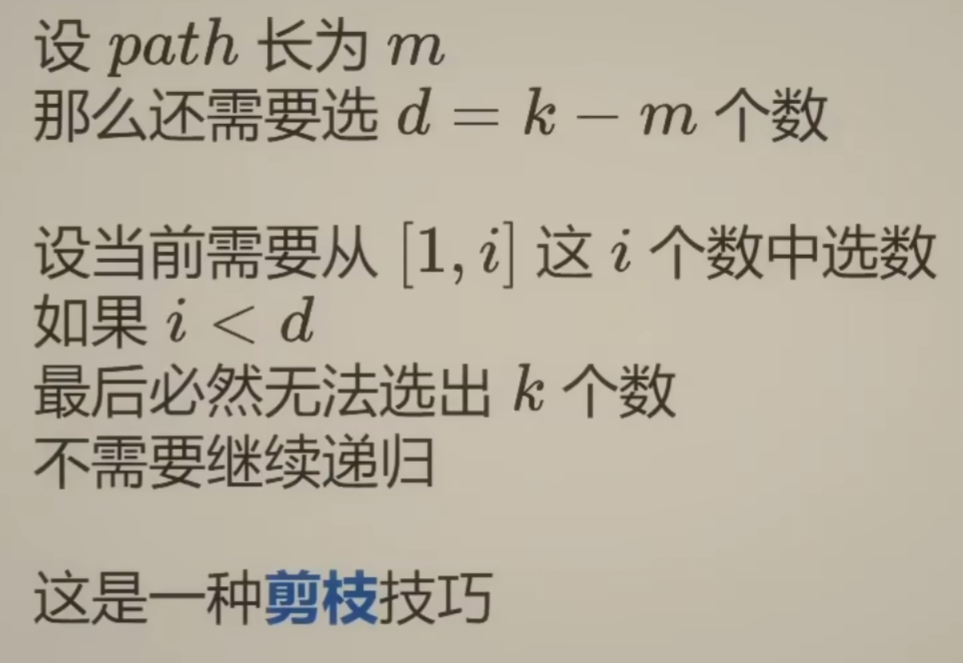 设 path 长为 m
那么还需要选 d = k − m 个数
设当前需要从 [1, i] 这 i 个数中选数
如果 i < d
最后必然无法选出 k 个数
不需要继续递归
这是一种剪枝技巧